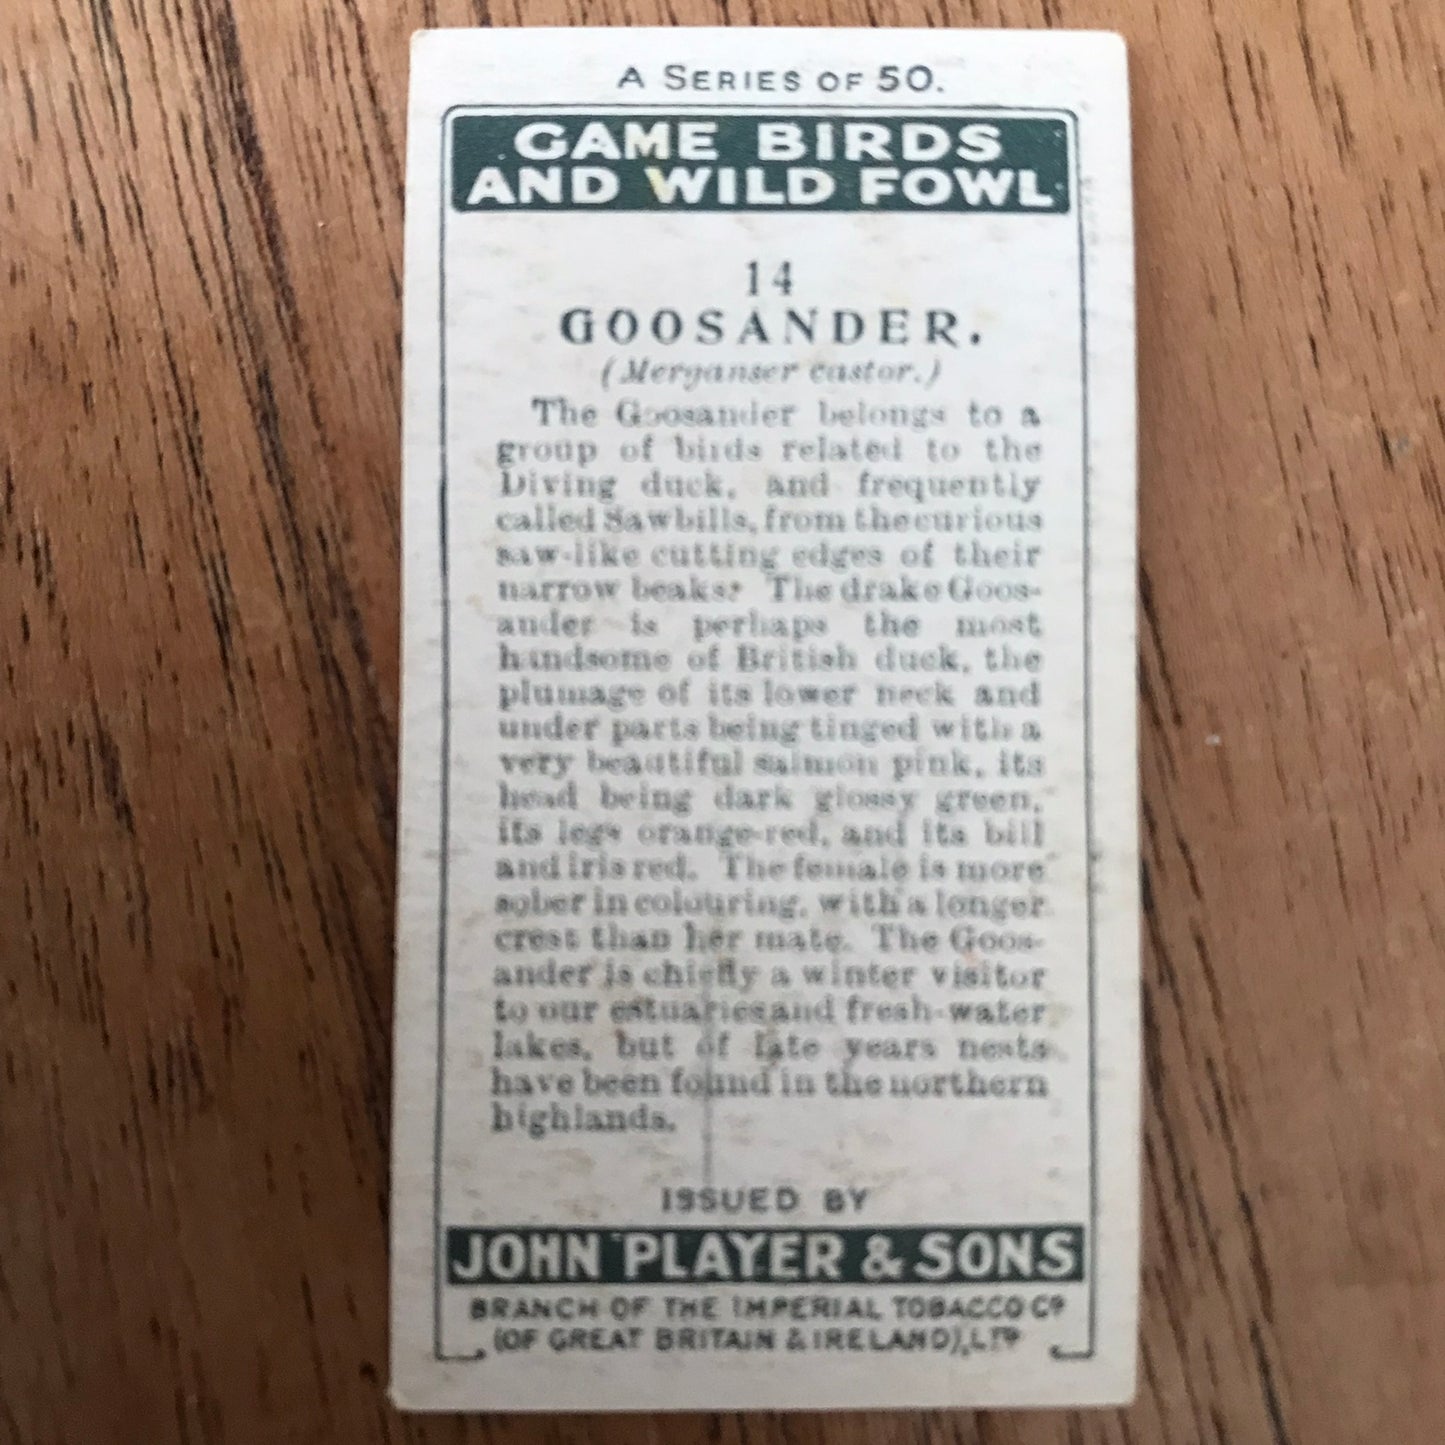 A SERIES OF 50.
GAME BIRDS
AND WILD FOWL
14
GOOSANDER.
(Merganser castor.)
The Goosander belongs to a
group of birds related to the
Diving duck, and frequently
called Sawbills, from the curious
saw-like cutting edges of their
narrow beaks. The drake Goos-
ander is perhaps the most
handsome of British duck, the
plumage of its lower neck and
under parts being tinged with a
very beautiful salmon pink, its
head being dark glossy green,
its legs orange-red, and its bill
and iris red. The female is more
sober in colouring, with a longer
crest than her mate. The Goos-
ander is chiefly a winter visitor
to our estuaries and fresh-water
lakes, but of late years nests
have been found in the northern
highlands.
ISSUED BY
JOHN PLAYER & SONS
BRANCH OF THE IMPERIAL TOBACCO Co
(OF GREAT BRITAIN & IRELAND), LTD